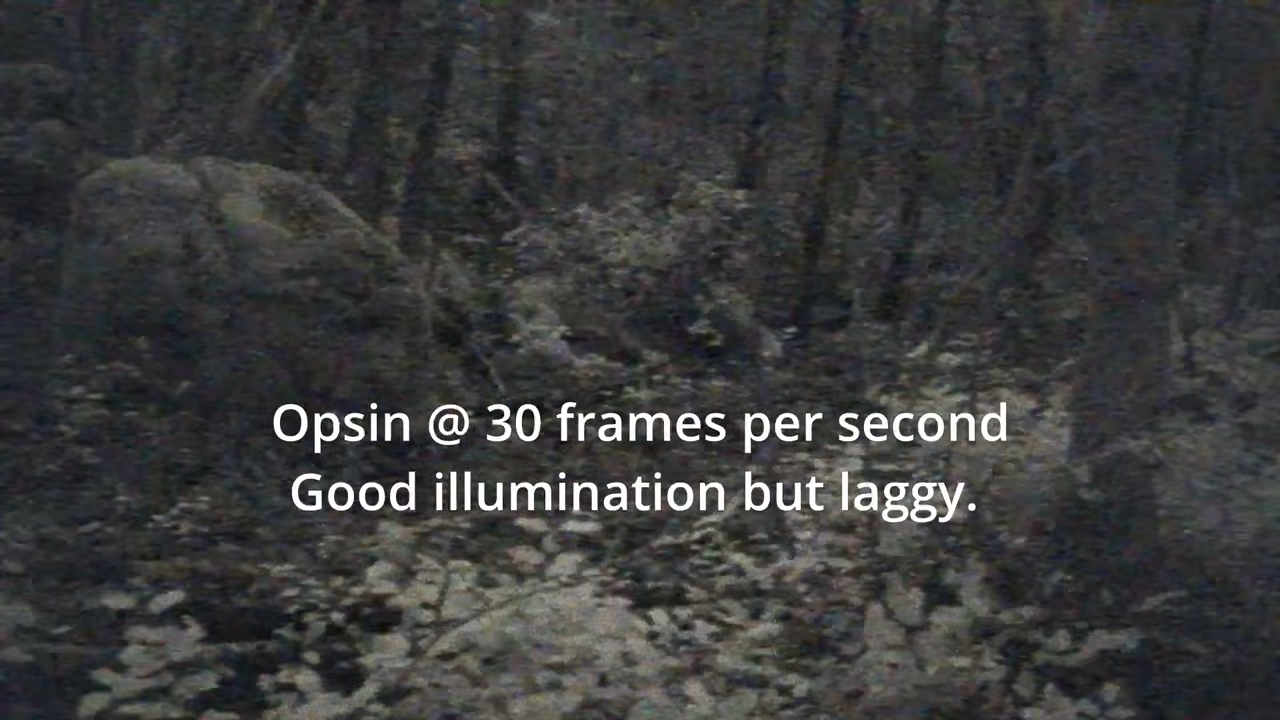 Opsin @ 30 frames per second
Good illumination but laggy.